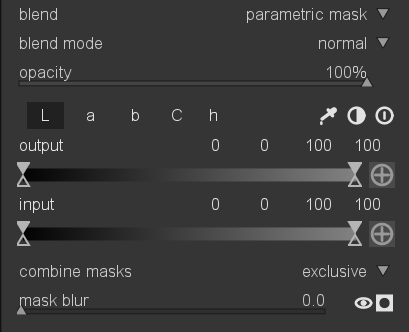 blend parametric mask
blend mode normal
opacity 100%
L a b C h
output 0 0 100 100
input 0 0 100 100
combine masks exclusive
mask blur 0.0